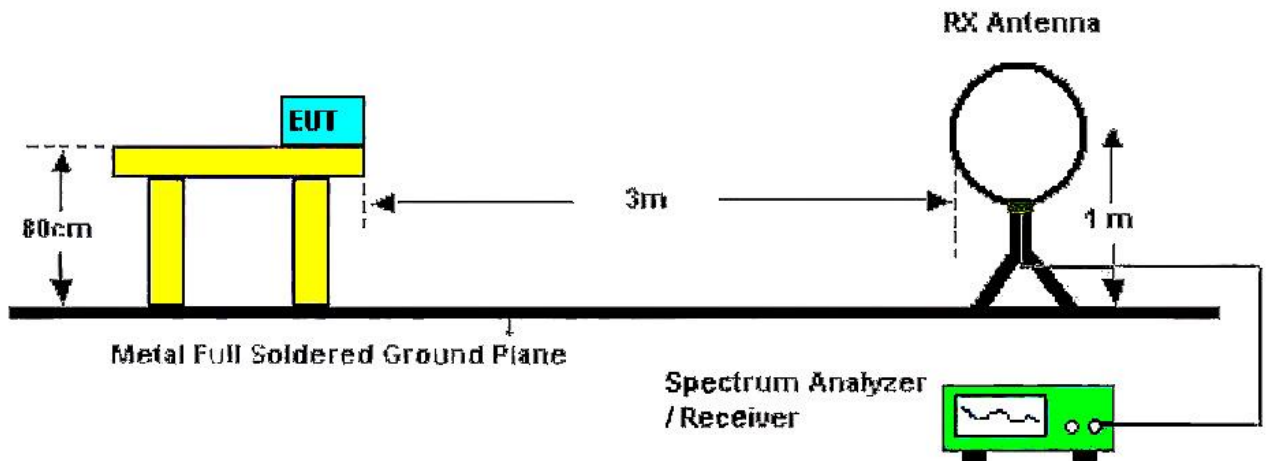 RX Antenna
EUT
80cm
3m
1 m
Metal Full Soldered Ground Plane
Spectrum Analyzer
/ Receiver